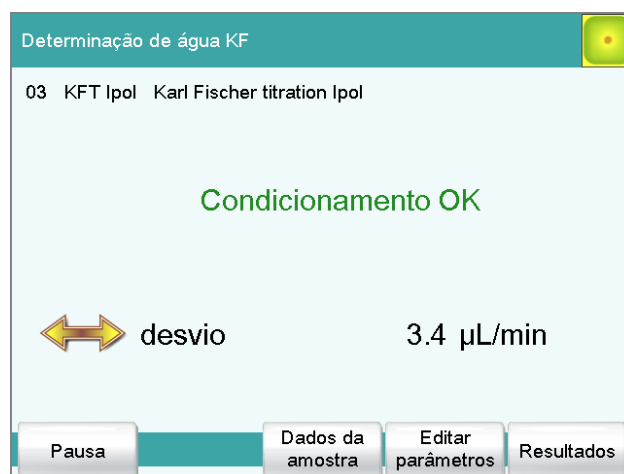 Determinação de água KF
03 KFT Ipol Karl Fischer titration Ipol
Condicionamento OK
desvio 3.4 µL/min
Pausa
Dados da
amostra
Editar
parâmetros
Resultados